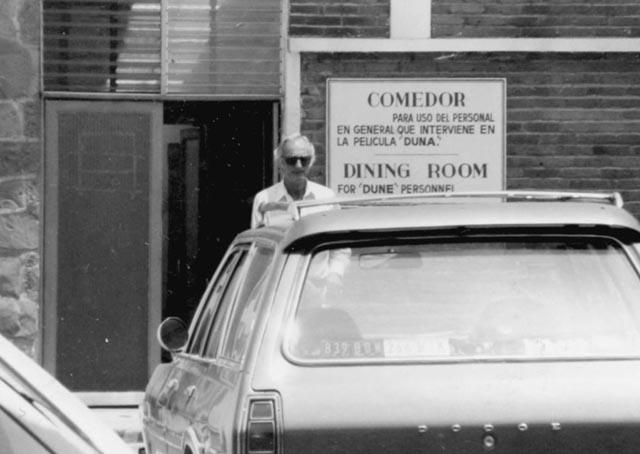 COMEDOR
PARA USO DEL PERSONAL
EN GENERAL QUE INTERVIENE EN
LA PELICULA "DUNA."
DINING ROOM
FOR "DUNE" PERSONNEL